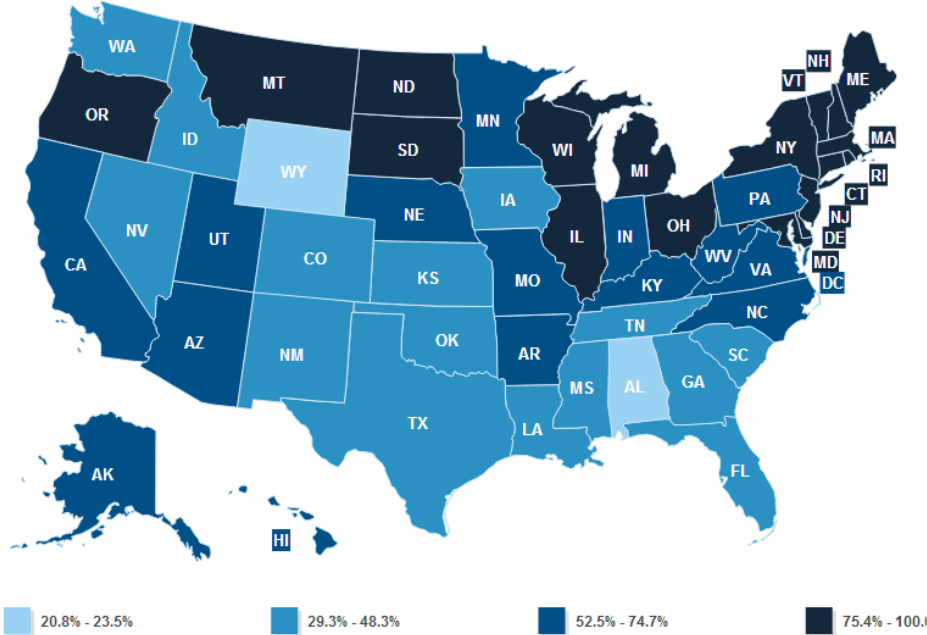 WA
NH
VT
ME
MT
ND
OR
MN
MA
ID
SD
WI
NY
MI
RI
WY
CT
IA
PA
NE
NJ
OH
NV
UT
IL
IN
DE
CO
WV
MD
CA
VA
KS
MO
KY
DC
NC
TN
AZ
OK
NM
AR
SC
MS
AL
GA
TX
LA
FL
AK
HI
20.8% - 23.5% 29.3% - 48.3% 52.5% - 74.7% 75.4% - 100.